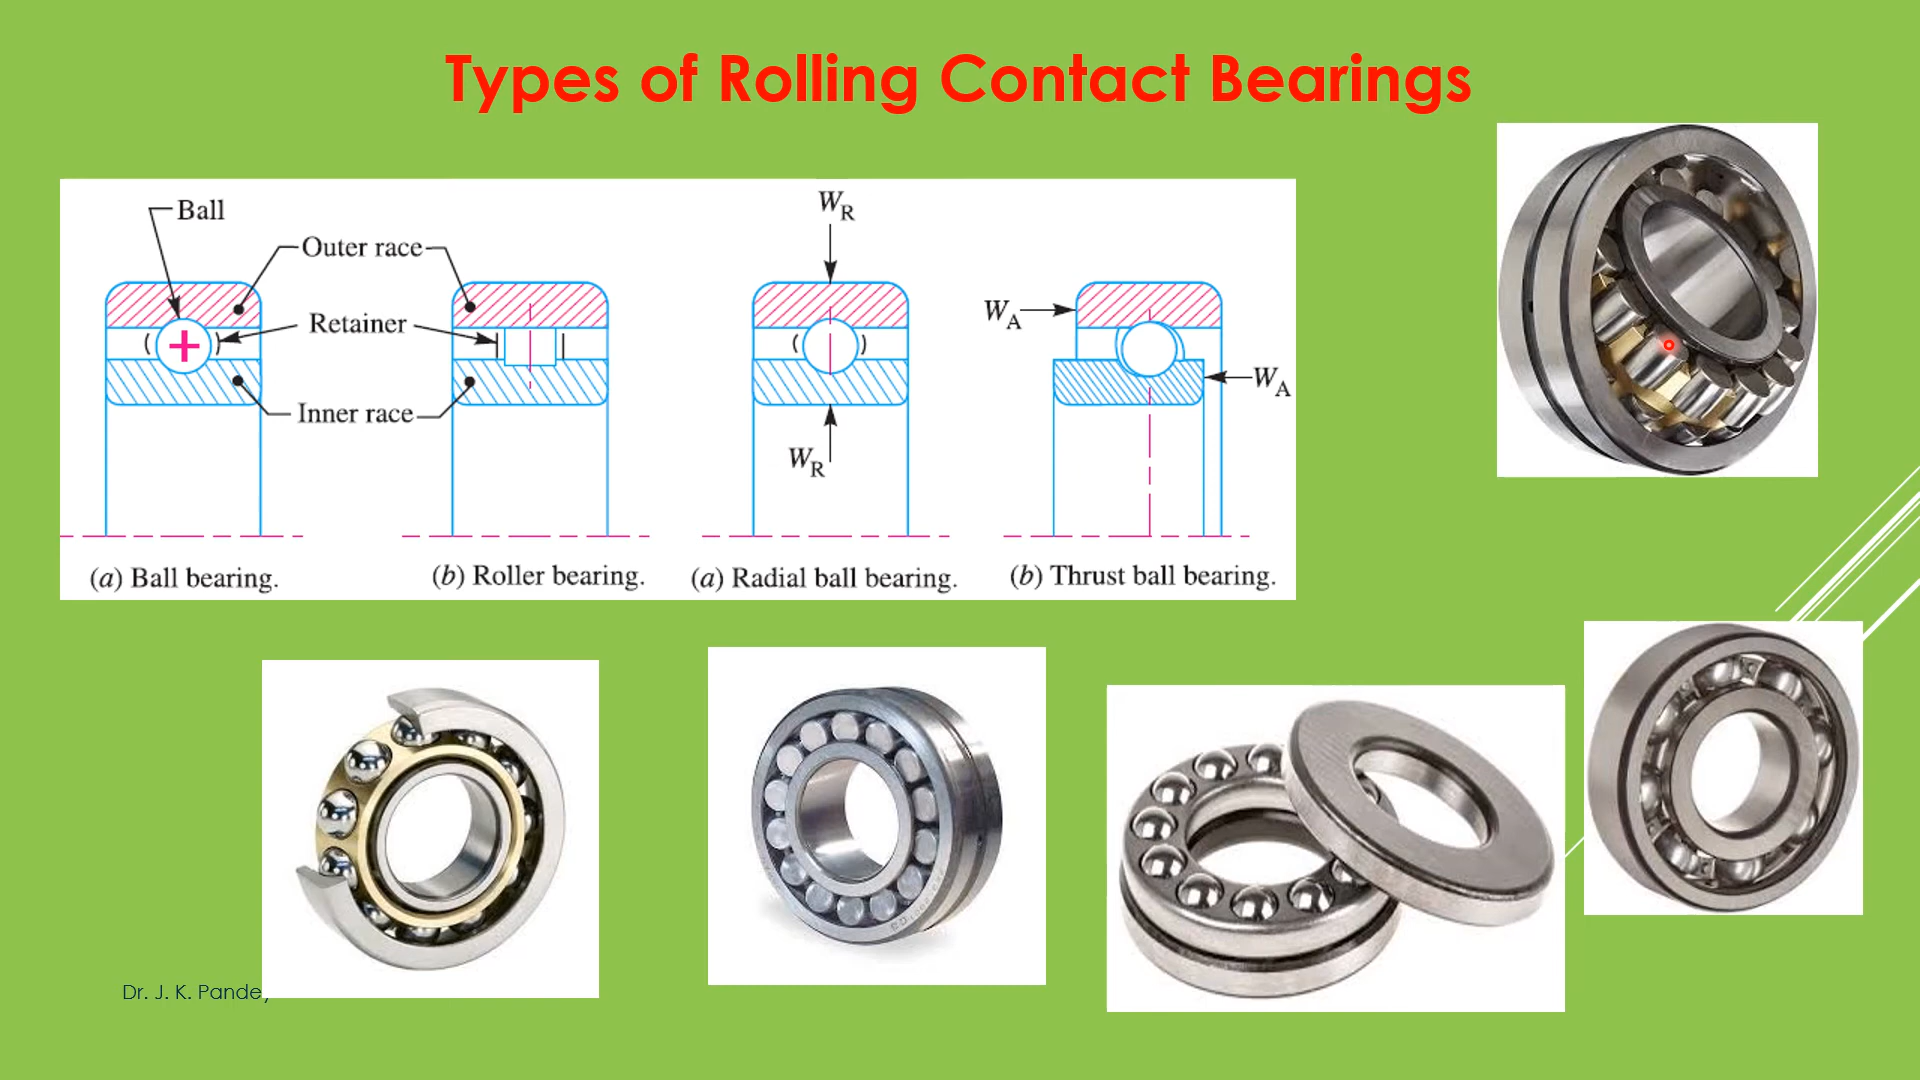 Types of Rolling Contact Bearings
Ball
Outer race
Retainer
Inner race
W_R
W_R
W_A
W_A
(a) Ball bearing.
(b) Roller bearing.
(a) Radial ball bearing.
(b) Thrust ball bearing.
Dr. J. K. Pande